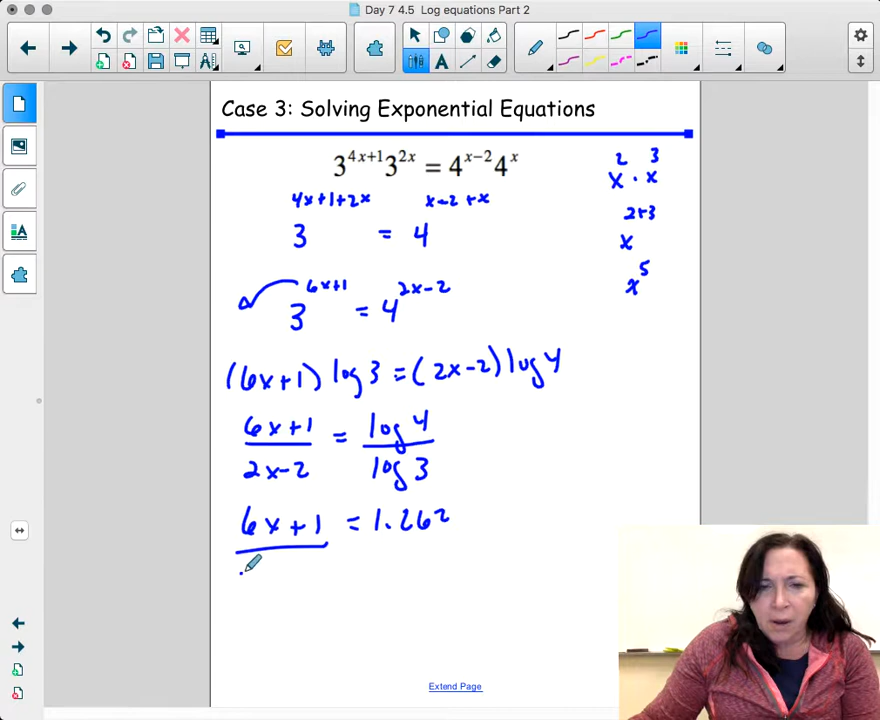 Day 7 4.5 Log equations Part 2
Case 3: Solving Exponential Equations
3^{4x+1}3^{2x} = 4^{x-2}4^{x}
x^{2} · x^{3}
3^{4x+1+2x} = 4^{x-2+x}
x^{2+3}
3^{6x+1} = 4^{2x-2}
x^{5}
(6x+1) log 3 = (2x-2) log 4
\frac{6x+1}{2x-2} = \frac{log 4}{log 3}
6x+1 = 1.262
Extend Page